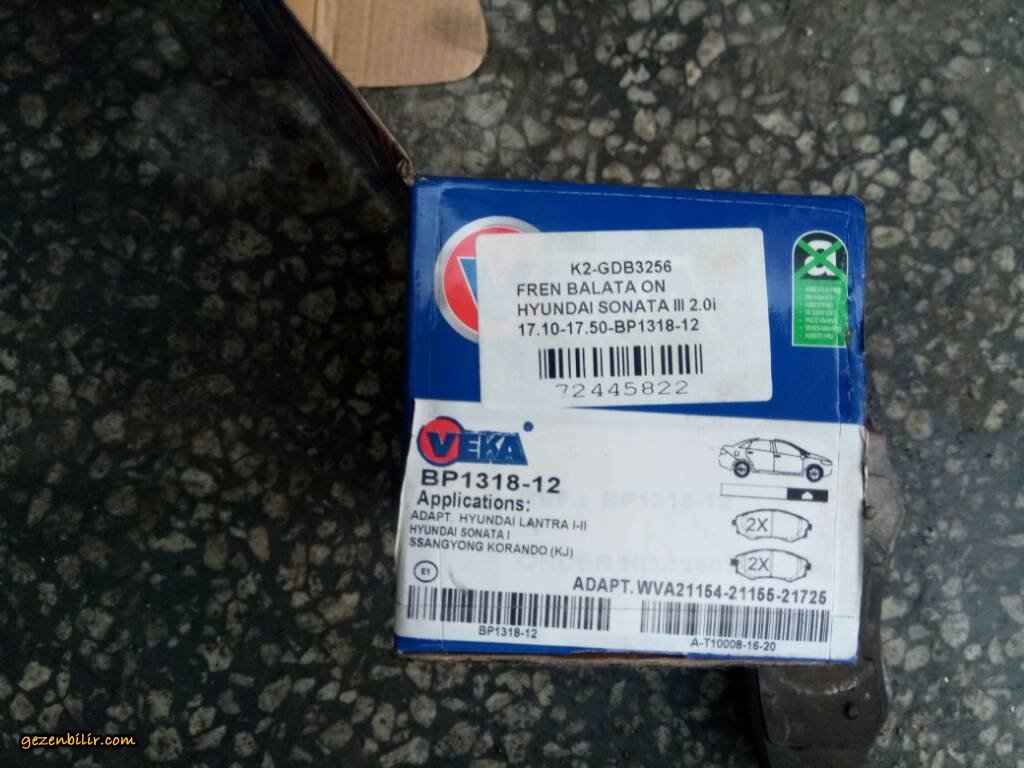 K2-GDB3256
FREN BALATA ON
HYUNDAI SONATA III 2.0i
17.10-17.50-BP1318-12
72445822
a
VEKA
BP1318-12
Applications:
ADAPT. HYUNDAI LANTRA I-II
HYUNDAI SONATA I
SSANGYONG KORANDO (KJ)
BP1318-12
2X
2X
E1
ADAPT. WVA21154-21155-21725
BP1318-12
A-T10008-16-20
gezenbilir.com